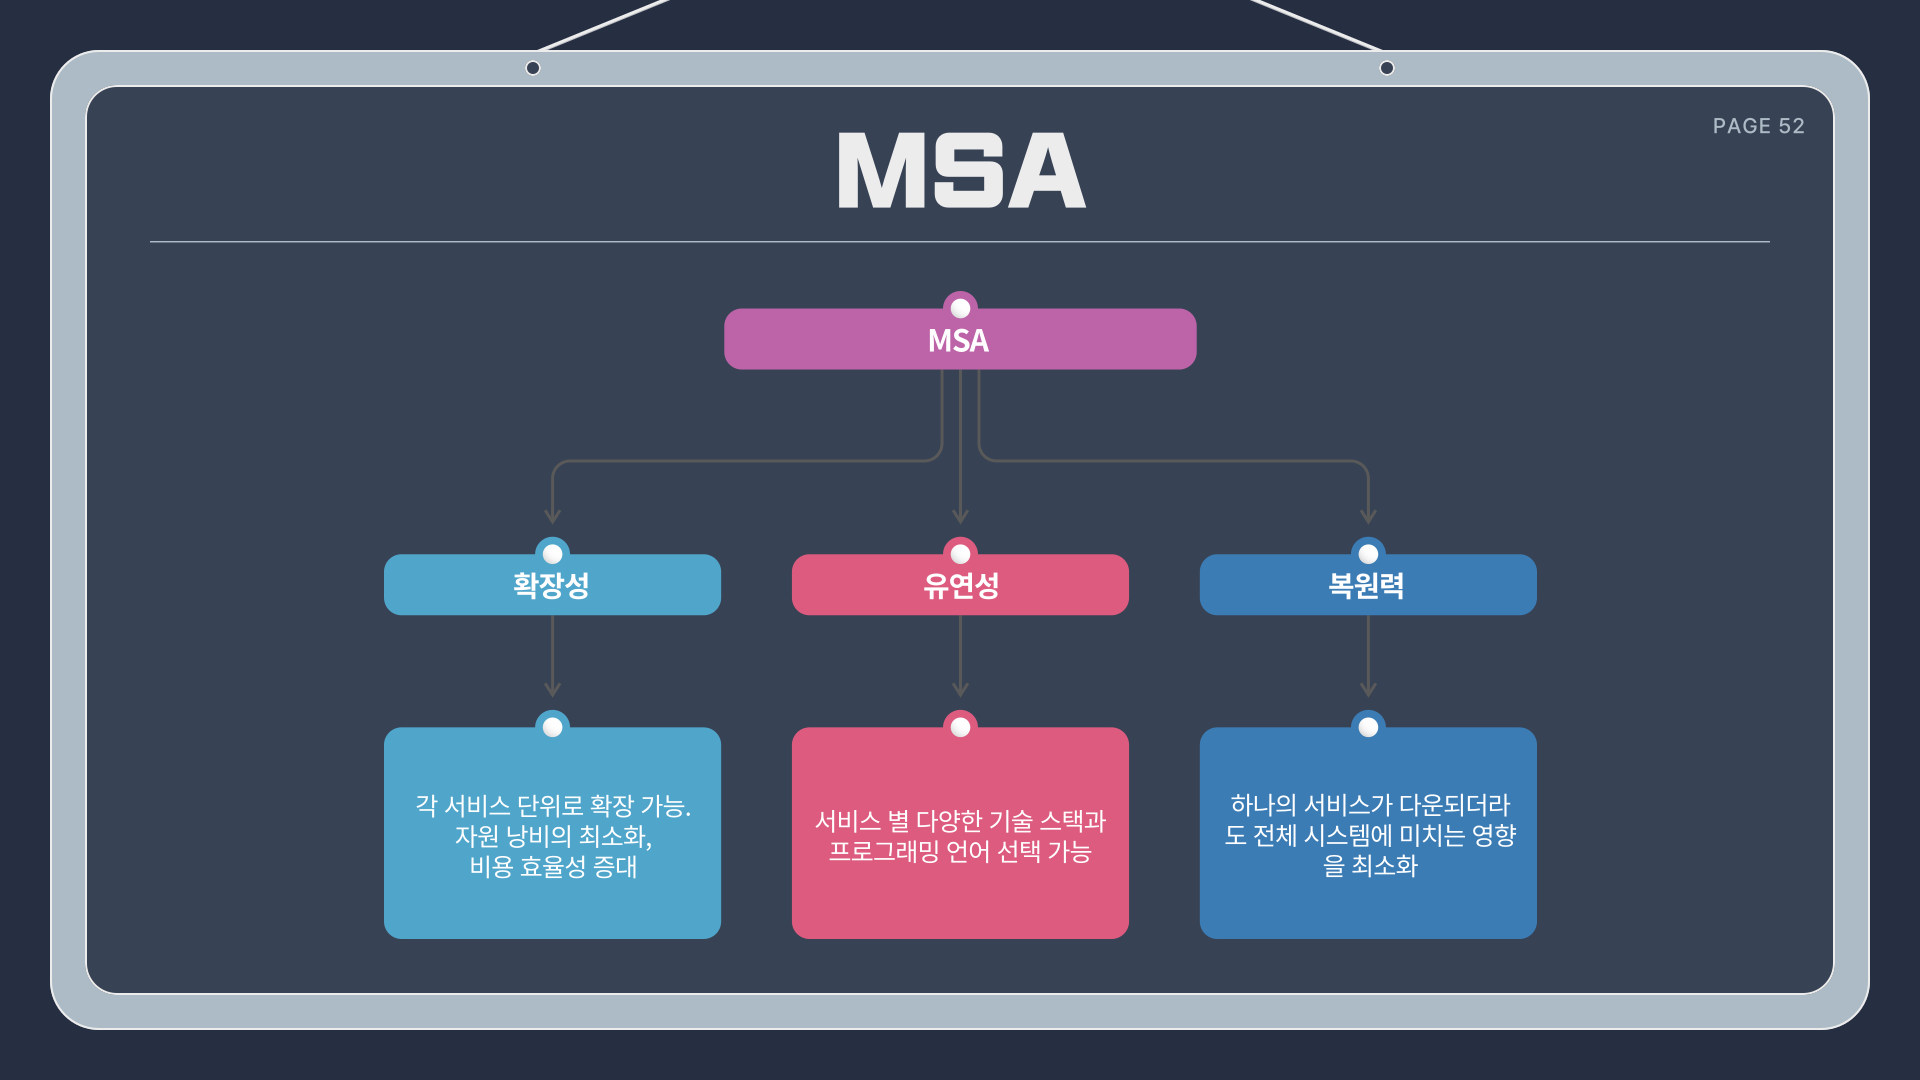 PAGE 52
MSA
MSA
확장성
유연성
복원력
각 서비스 단위로 확장 가능.
자원 낭비의 최소화,
비용 효율성 증대
서비스 별 다양한 기술 스택과
프로그래밍 언어 선택 가능
하나의 서비스가 다운되더라
도 전체 시스템에 미치는 영향
을 최소화